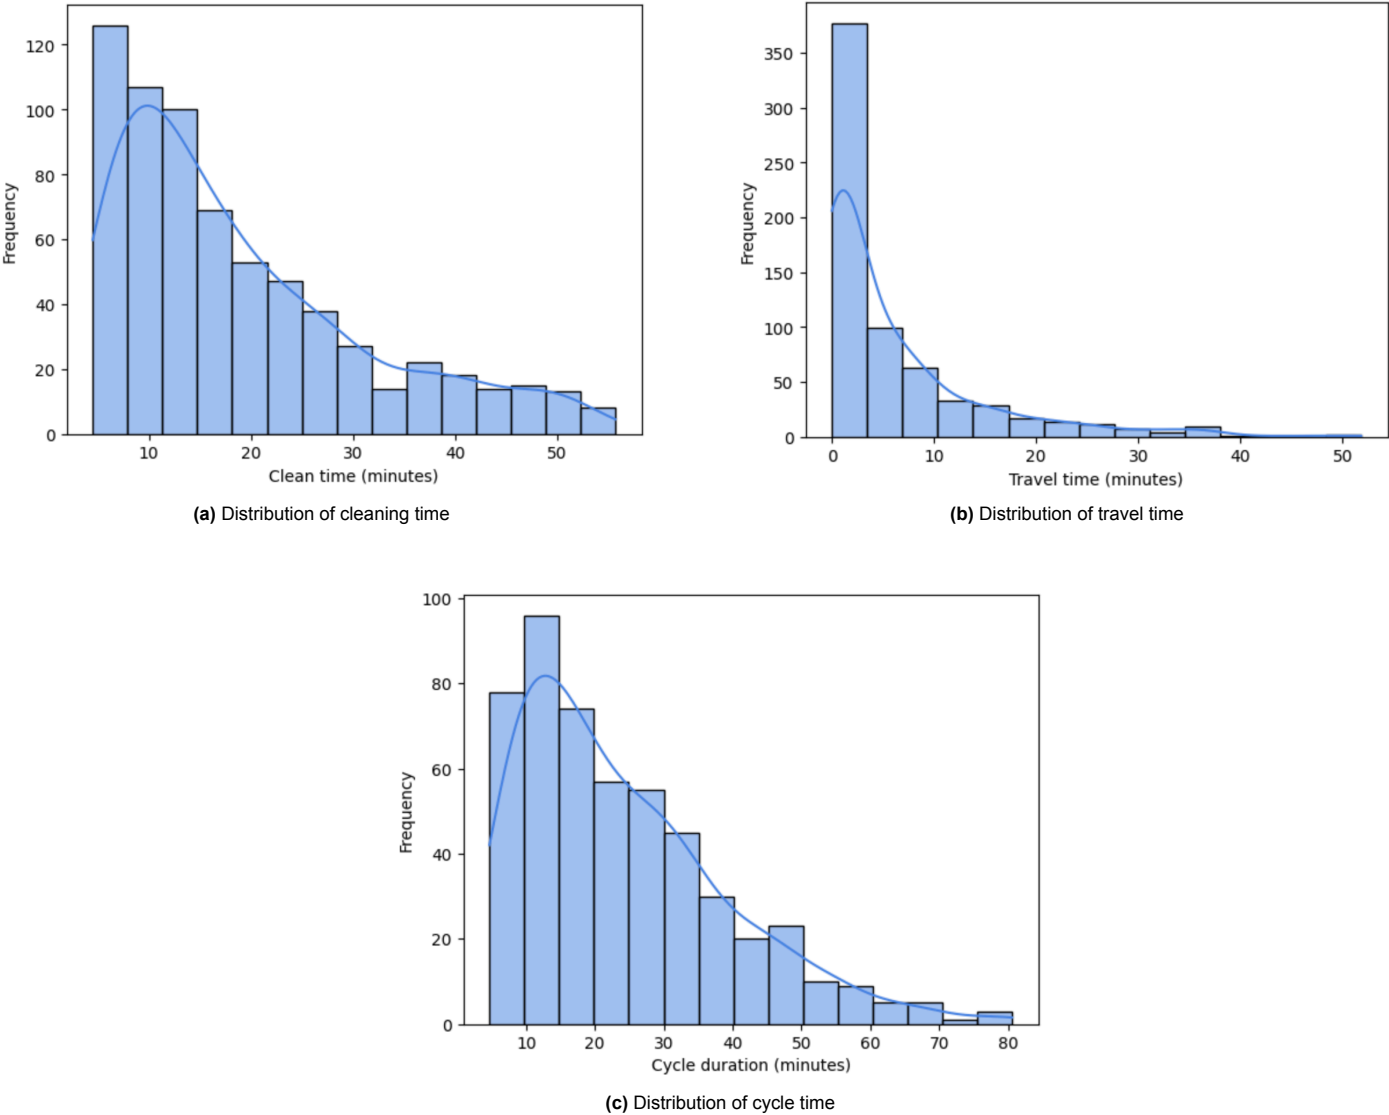 120
100
80
60
40
20
0
Frequency
10 20 30 40 50
Clean time (minutes)
(a) Distribution of cleaning time
350
300
250
200
150
100
50
0
Frequency
0 10 20 30 40 50
Travel time (minutes)
(b) Distribution of travel time
100
80
60
40
20
0
Frequency
10 20 30 40 50 60 70 80
Cycle duration (minutes)
(c) Distribution of cycle time